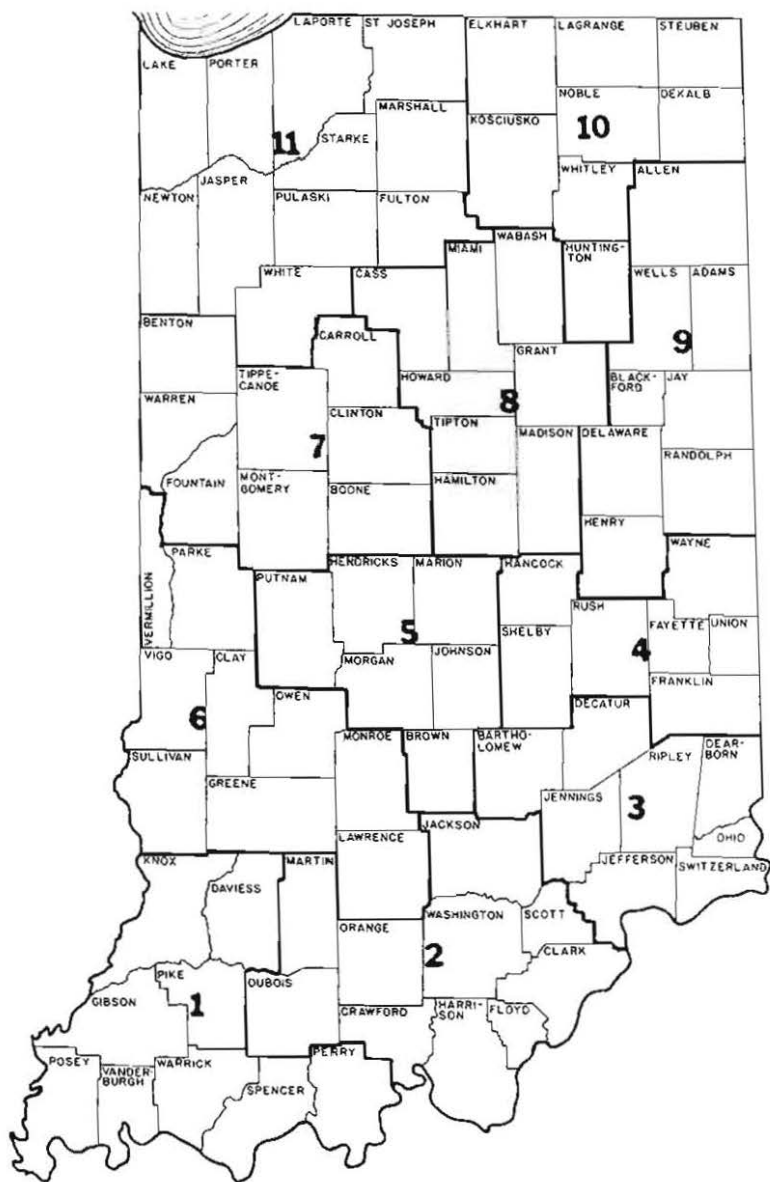 LAPORTE
ST JOSEPH
ELKHART
LAGRANGE
STEUBEN
LAKE
PORTER
NOBLE
DEKALB
MARSHALL
KOSCIUSKO
10
11
STARKE
WHITLEY
ALLEN
JASPER
NEWTON
PULASKI
FULTON
WABASH
MIAMI
HUNTING-
TON
WHITE
CASS
WELLS
ADAMS
BENTON
CARROLL
9
GRANT
TIPPE-
CANOE
HOWARD
BLACK-
FORD
JAY
WARREN
8
CLINTON
TIPTON
MADISON
DELAWARE
7
RANDOLPH
FOUNTAIN
MONT-
GOMERY
BOONE
HAMILTON
HENRY
WAYNE
PARKE
HENDRICKS
MARION
HANCOCK
PUTNAM
VERMILLION
RUSH
FAYETTE
UNION
5
SHELBY
4
VIGO
CLAY
MORGAN
JOHNSON
FRANKLIN
OWEN
DECATUR
6
MONROE
BROWN
BARTHO-
LOMEW
RIPLEY
DEAR-
BORN
SULLIVAN
GREENE
JENNINGS
3
JACKSON
LAWRENCE
OHIO
KNOX
MARTIN
JEFFERSON
SWITZERLAND
DAVIESS
WASHINGTON
SCOTT
ORANGE
2
CLARK
PIKE
DUBOIS
GIBSON
1
CRAWFORD
HARRI-
SON
FLOYD
POSEY
VANDER-
BURGH
WARRICK
PERRY
SPENCER